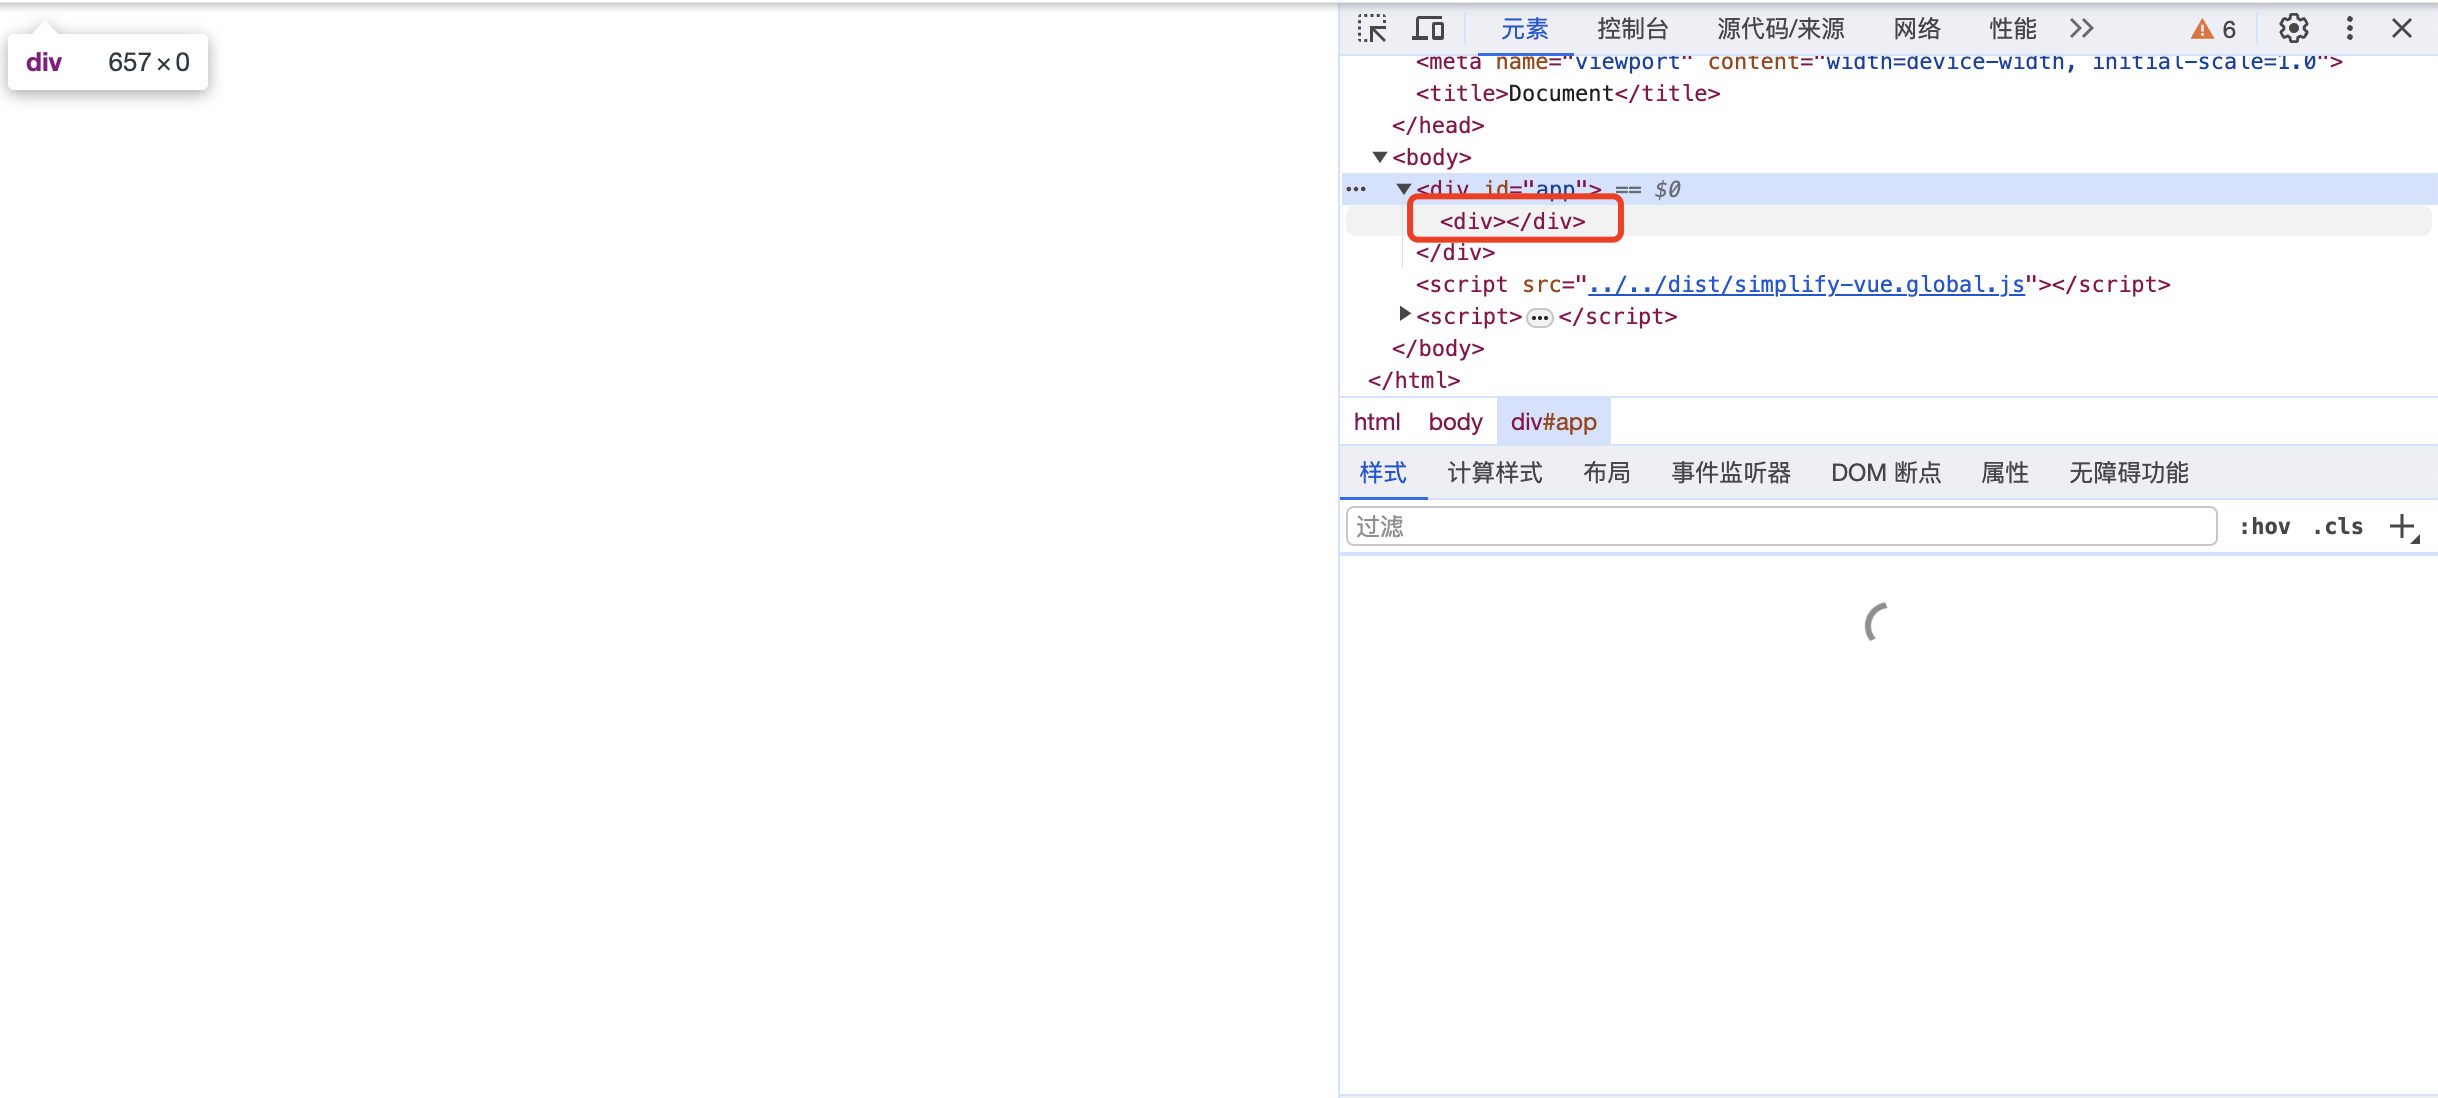 div 657×0
元素 控制台 源代码/来源 网络 性能 6
<meta name="viewport" content="width=device-width, initial-scale=1.0">
<title>Document</title>
</head>
<body>
<div id="app"> == $0
<div></div>
</div>
<script src="../../dist/simplify-vue.global.js"></script>
<script>…</script>
</body>
</html>
html body div#app
样式 计算样式 布局 事件监听器 DOM 断点 属性 无障碍功能
过滤 :hov .cls